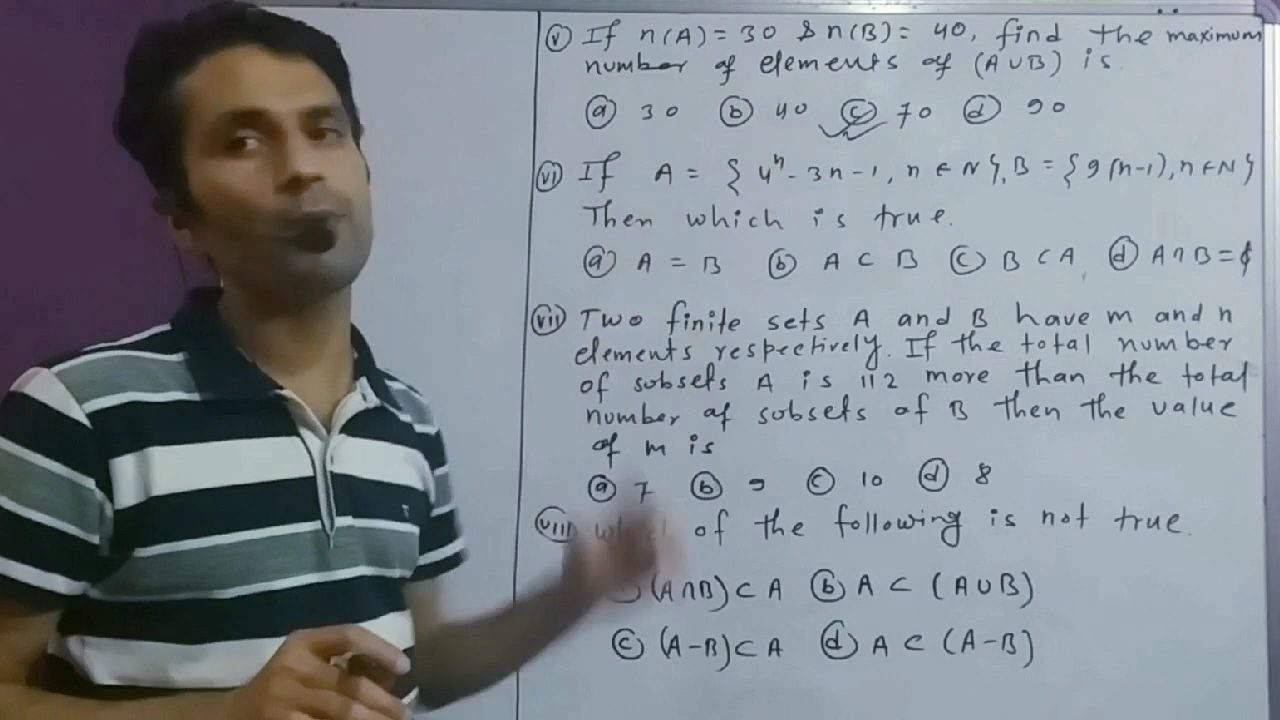 (v) If n(A) = 30 & n(B) = 40, find the maximum
number of elements of (A ∪ B) is
(a) 30 (b) 40 (c) 70 (d) 90
(vi) If A = {4ⁿ - 3n - 1, n ∈ N}, B = {9(n-1), n ∈ N}
Then which is true.
(a) A = B (b) A ⊂ B (c) B ⊂ A (d) A ∩ B = ϕ
(vii) Two finite sets A and B have m and n
elements respectively. If the total number
of subsets A is 112 more than the total
number of subsets of B then the value
of m is
(a) 7 (b) 9 (c) 10 (d) 8
(viii) which of the following is not true.
(A ∩ B) ⊂ A (b) A ⊂ (A ∪ B)
(c) (A - B) ⊂ A (d) A ⊂ (A - B)